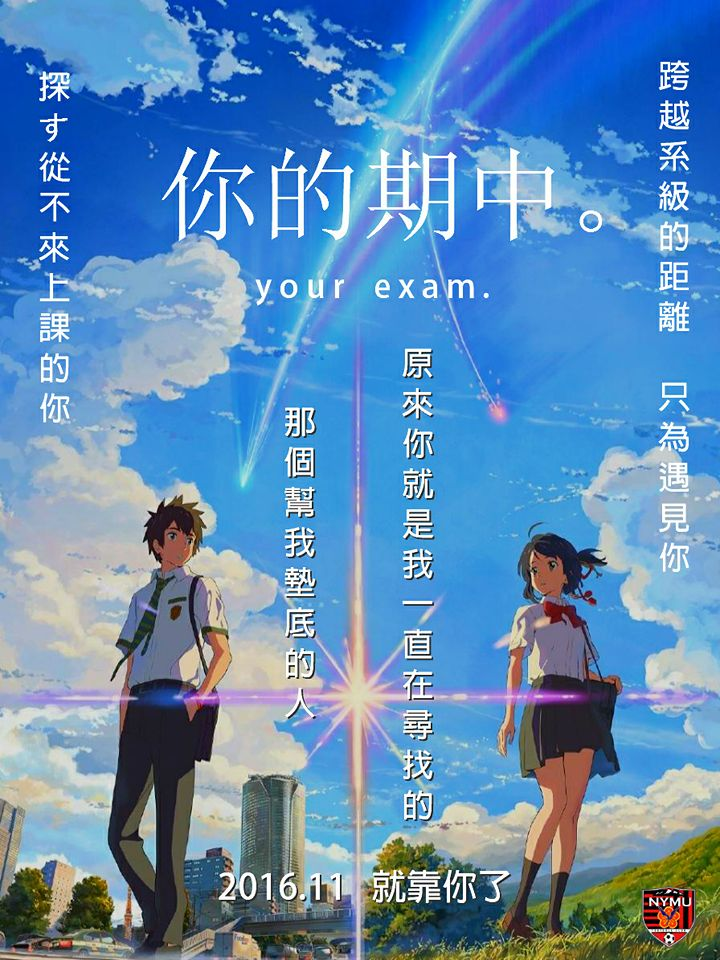 你的期中。
your exam.
跨越系級的距離 只為遇見你
原來你就是我一直在尋找的
那個幫我墊底的人
探す從不來上課的你
2016.11 就靠你了
NYMU